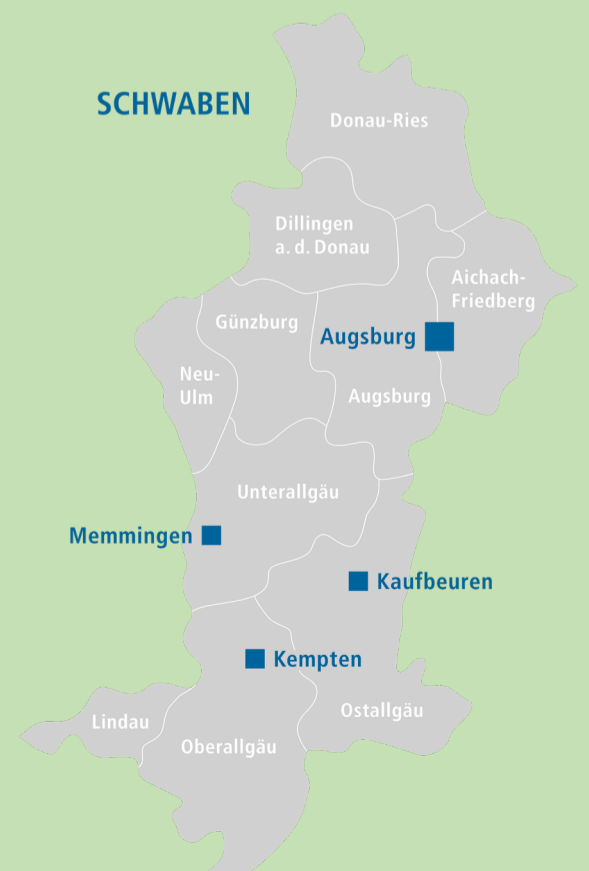 SCHWABEN
Donau-Ries
Dillingen
a. d. Donau
Aichach-
Friedberg
Günzburg
Augsburg
Neu-
Ulm
Augsburg
Unterallgäu
Memmingen
Kaufbeuren
Kempten
Ostallgäu
Lindau
Oberallgäu